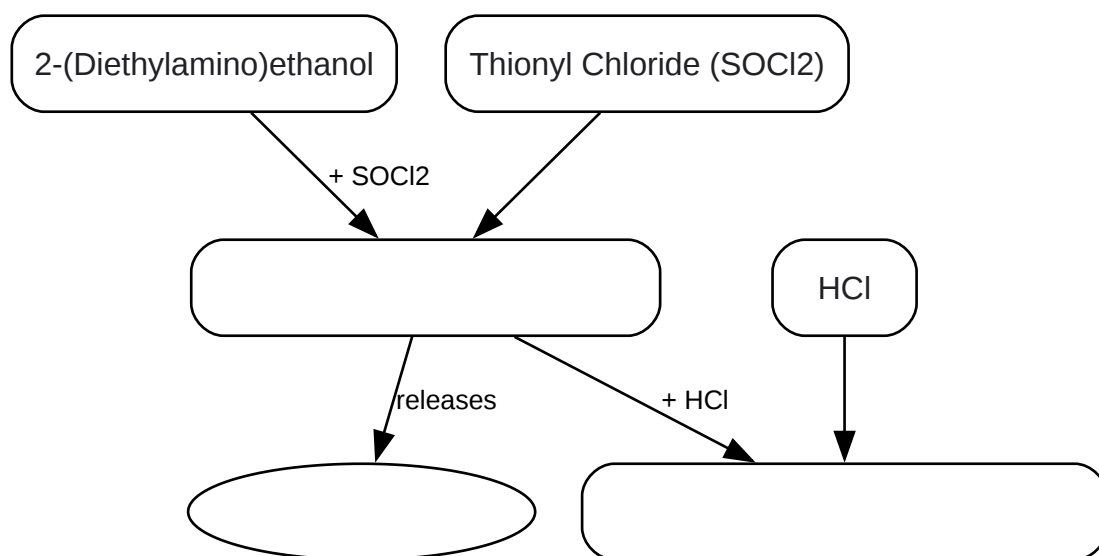 2-(Diethylamino)ethanol
Thionyl Chloride (SOCl2)
+ SOCl2
HCl
releases
+ HCl